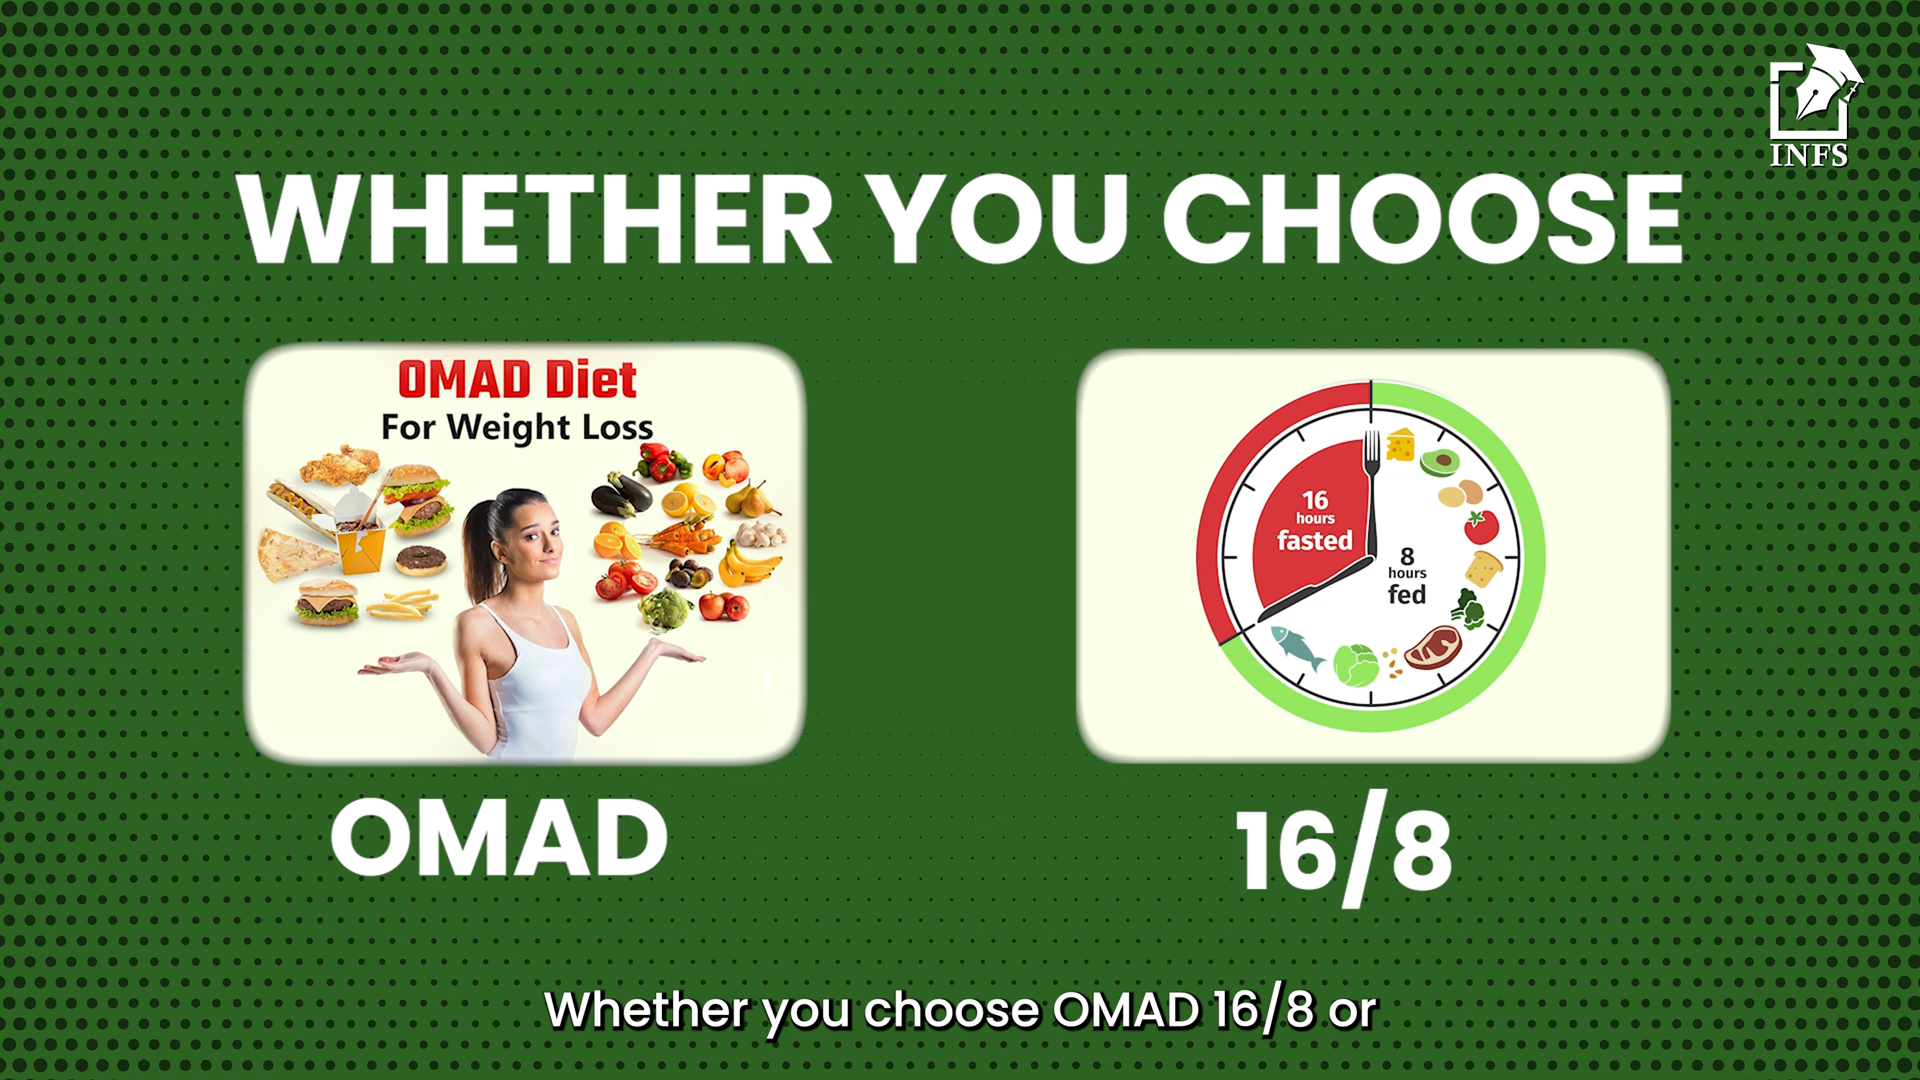 INFS
WHETHER YOU CHOOSE
OMAD Diet
For Weight Loss
16
hours
fasted
8
hours
fed
OMAD
16/8
Whether you choose OMAD 16/8 or